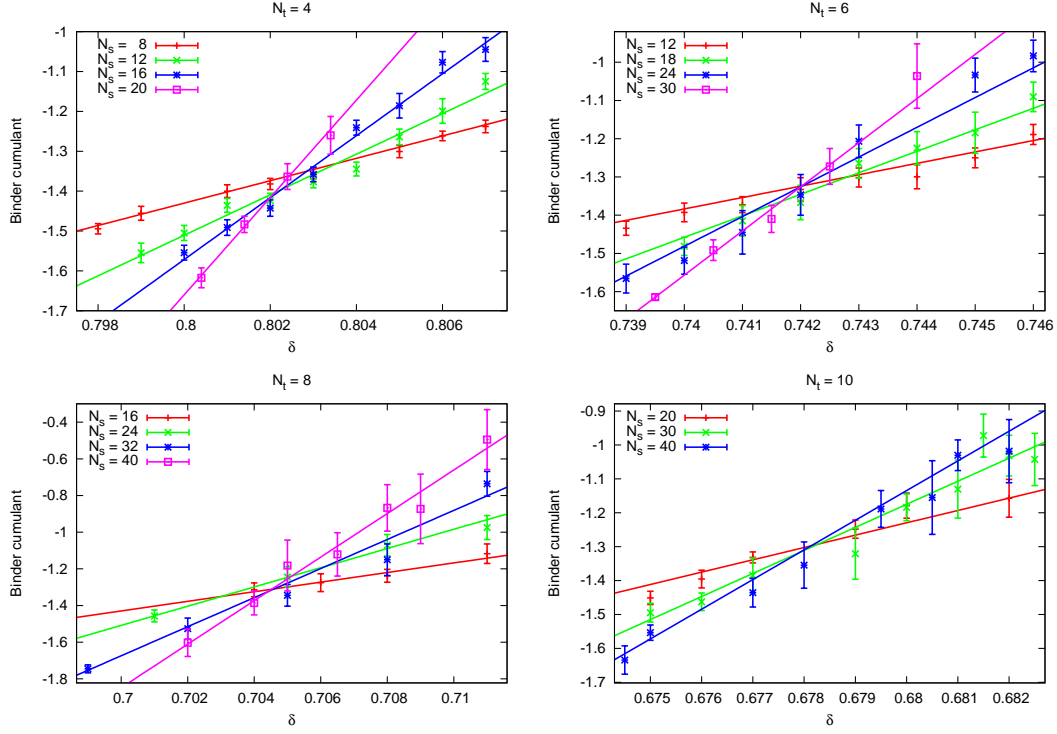 N_t = 4
Binder cumulant
-1
-1.1
-1.2
-1.3
-1.4
-1.5
-1.6
-1.7
N_s = 8
N_s = 12
N_s = 16
N_s = 20
0.798 0.8 0.802 0.804 0.806
δ
N_t = 6
Binder cumulant
-1
-1.1
-1.2
-1.3
-1.4
-1.5
-1.6
N_s = 12
N_s = 18
N_s = 24
N_s = 30
0.739 0.74 0.741 0.742 0.743 0.744 0.745 0.746
δ
N_t = 8
Binder cumulant
-0.4
-0.6
-0.8
-1
-1.2
-1.4
-1.6
-1.8
N_s = 16
N_s = 24
N_s = 32
N_s = 40
0.7 0.702 0.704 0.706 0.708 0.71
δ
N_t = 10
Binder cumulant
-0.9
-1
-1.1
-1.2
-1.3
-1.4
-1.5
-1.6
-1.7
N_s = 20
N_s = 30
N_s = 40
0.675 0.676 0.677 0.678 0.679 0.68 0.681 0.682
δ